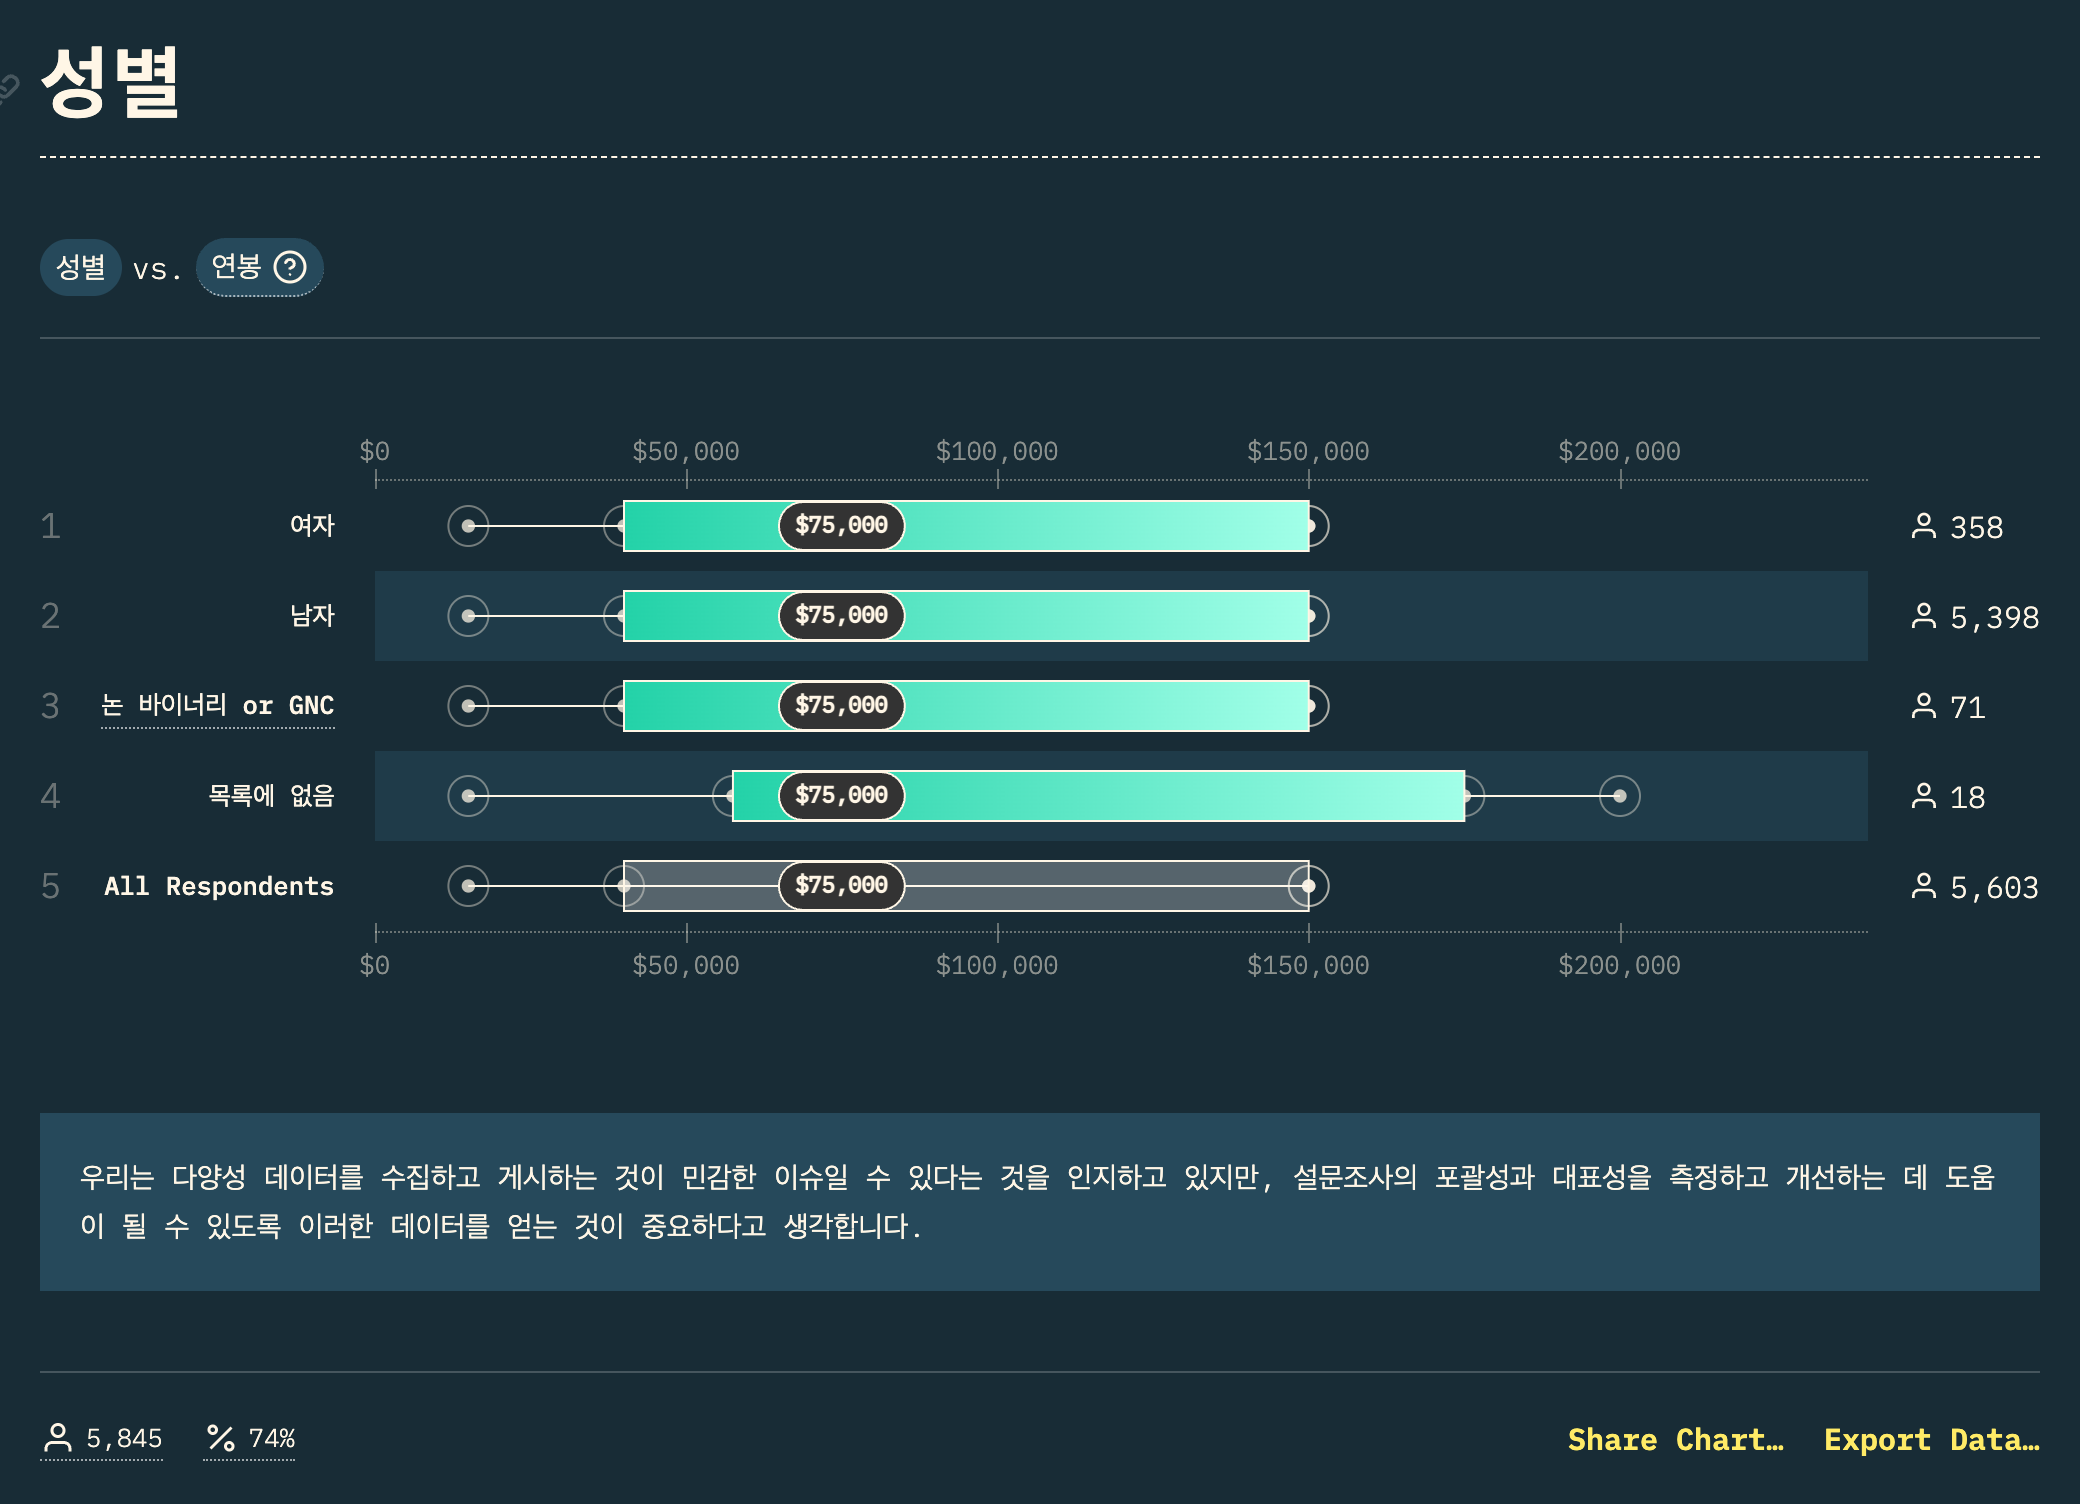 성별
성별 vs. 연봉
$0 $50,000 $100,000 $150,000 $200,000
1 여자 $75,000 358
2 남자 $75,000 5,398
3 논 바이너리 or GNC $75,000 71
4 목록에 없음 $75,000 18
5 All Respondents $75,000 5,603
$0 $50,000 $100,000 $150,000 $200,000
우리는 다양성 데이터를 수집하고 게시하는 것이 민감한 이슈일 수 있다는 것을 인지하고 있지만, 설문조사의 포괄성과 대표성을 측정하고 개선하는 데 도움
이 될 수 있도록 이러한 데이터를 얻는 것이 중요하다고 생각합니다.
5,845 74% Share Chart… Export Data…